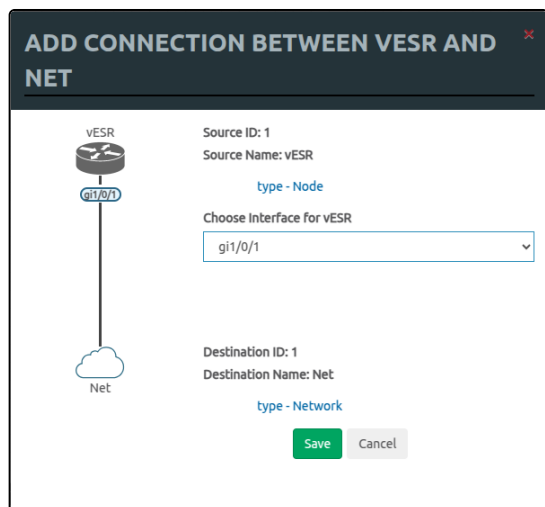 ADD CONNECTION BETWEEN VESR AND
NET
vESR
Source ID: 1
Source Name: vESR
gi1/0/1
type - Node
Choose Interface for vESR
gi1/0/1
Destination ID: 1
Destination Name: Net
Net
type - Network
Save
Cancel